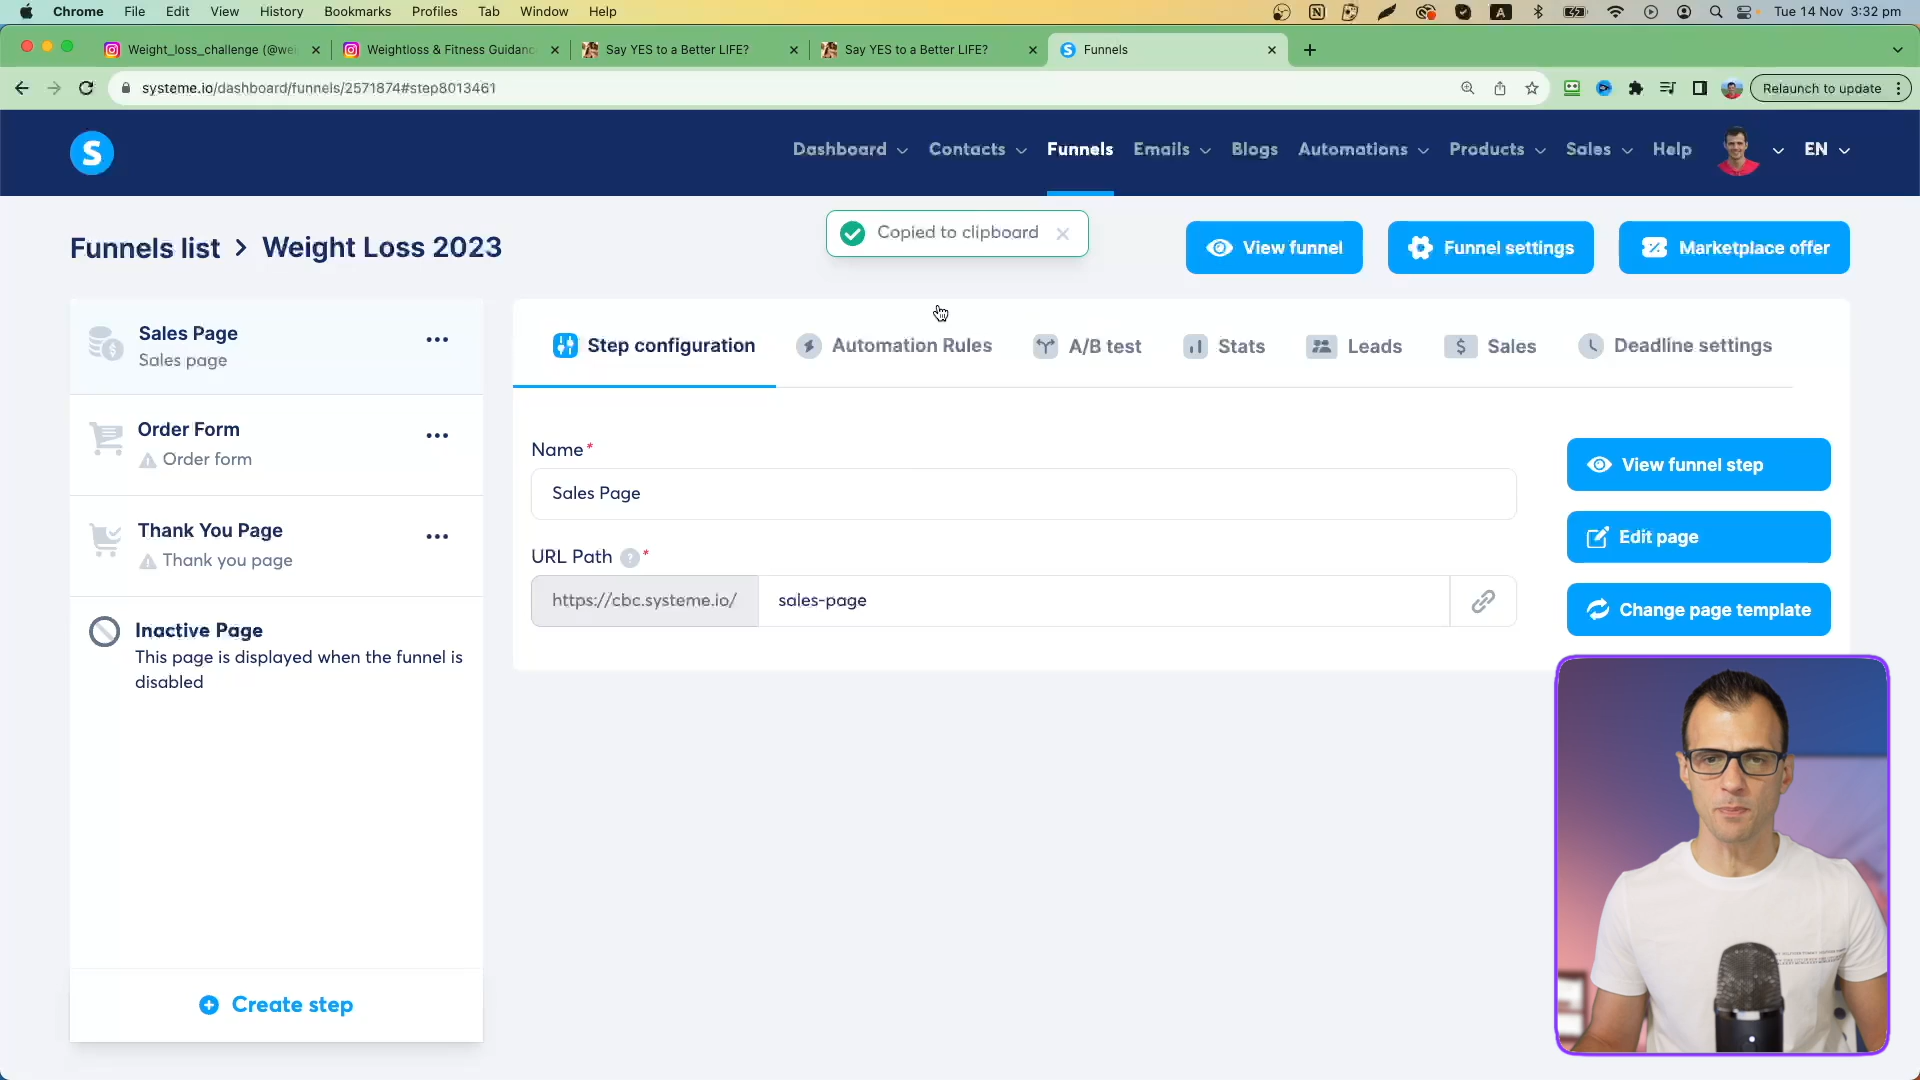 Chrome File Edit View History Bookmarks Profiles Tab Window Help
A
Tue 14 Nov 3:32 pm
Weight_loss_challenge (@we
Weightloss & Fitness Guidanc
Say YES to a Better LIFE?
Say YES to a Better LIFE?
Funnels
systeme.io/dashboard/funnels/2571874#step8013461
Relaunch to update
S
Dashboard
Contacts
Funnels
Emails
Blogs
Automations
Products
Sales
Help
EN
Funnels list > Weight Loss 2023
Copied to clipboard
View funnel
Funnel settings
Marketplace offer
Sales Page
Sales page
Order Form
Order form
Thank You Page
Thank you page
Inactive Page
This page is displayed when the funnel is
disabled
Create step
Step configuration
Automation Rules
A/B test
Stats
Leads
Sales
Deadline settings
Name*
Sales Page
URL Path ? *
https://cbc.systeme.io/
sales-page
View funnel step
Edit page
Change page template